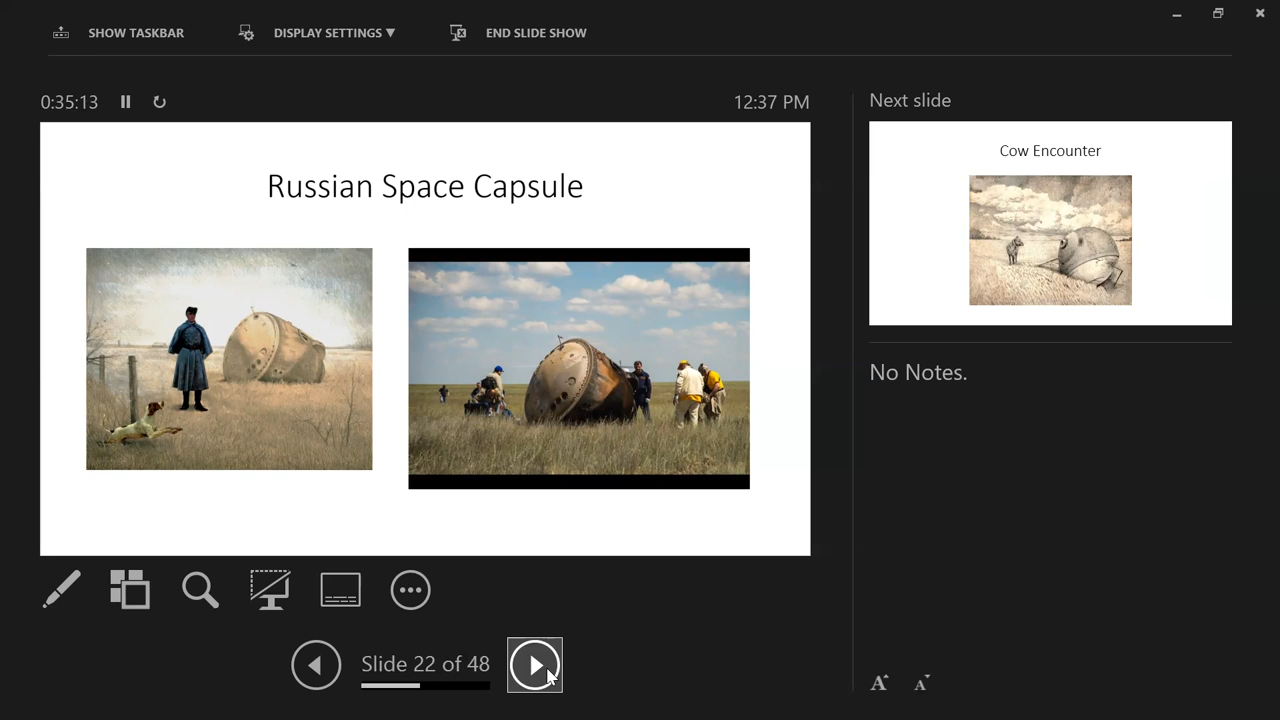 SHOW TASKBAR
DISPLAY SETTINGS ▼
END SLIDE SHOW
0:35:13
12:37 PM
Next slide
Russian Space Capsule
Cow Encounter
No Notes.
Slide 22 of 48
A A